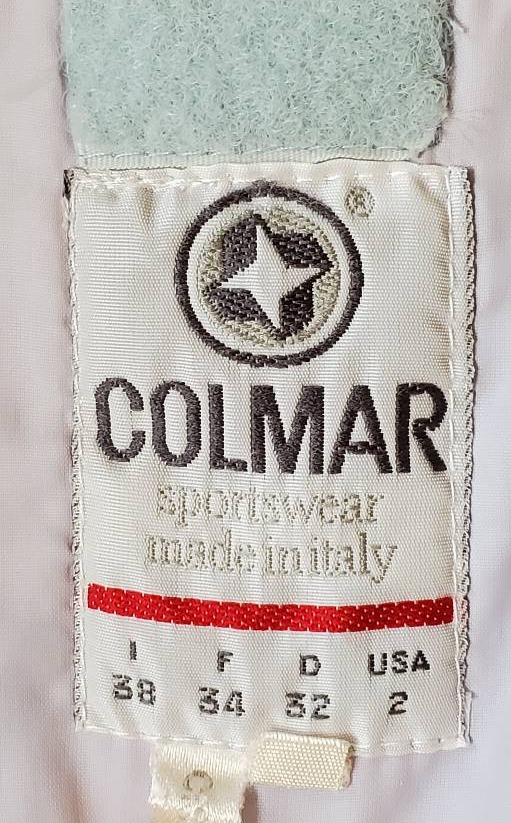 ®
COLMAR
sportswear
made in italy
I F D USA
38 34 32 2
C